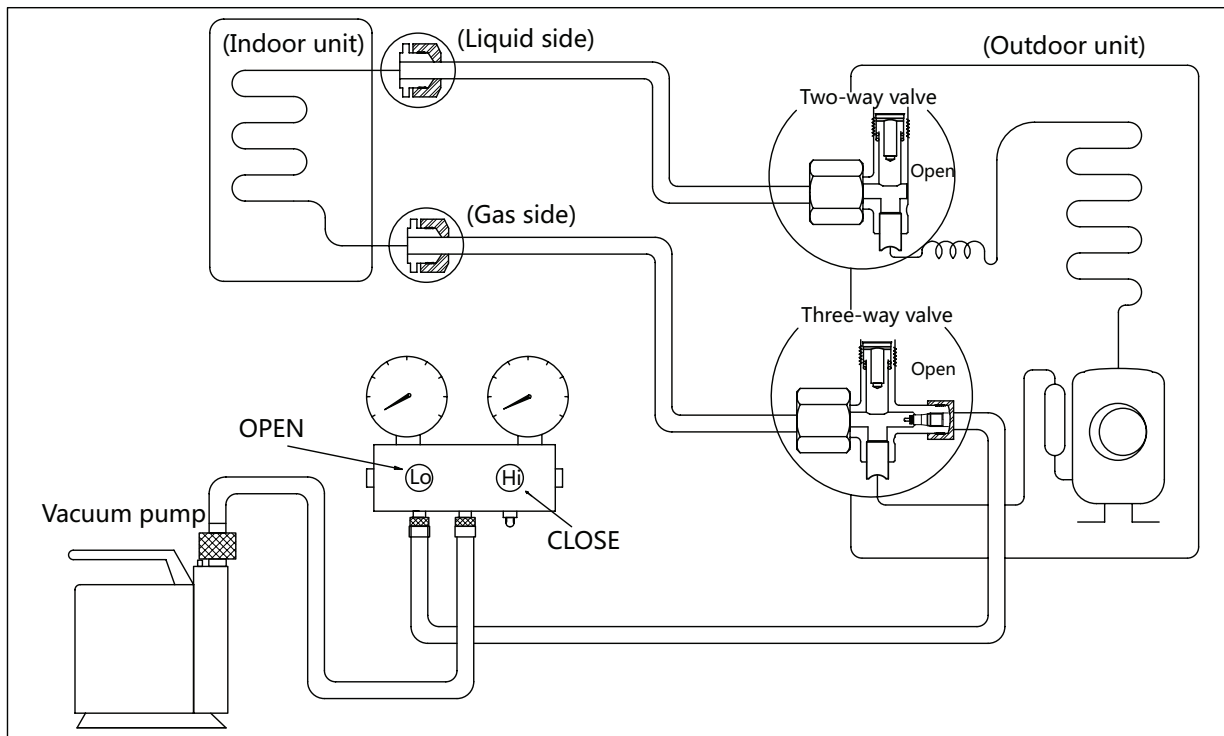 (Indoor unit)
(Liquid side)
(Outdoor unit)
Two-way valve
Open
(Gas side)
Three-way valve
Open
OPEN
Lo
Hi
CLOSE
Vacuum pump